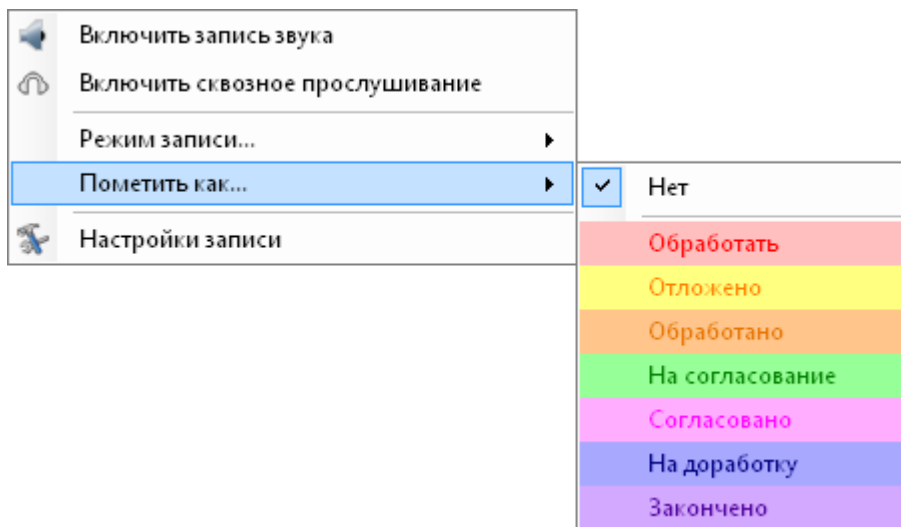 Включить запись звука
Включить сквозное прослушивание
Режим записи...
Пометить как...
Настройки записи
Нет
Обработать
Отложено
Обработано
На согласование
Согласовано
На доработку
Закончено